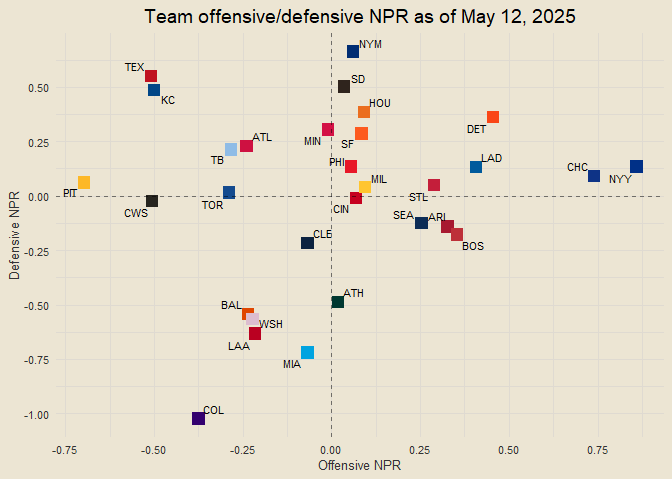 Team offensive/defensive NPR as of May 12, 2025
NYM
TEX
SD
KC
HOU
DET
MIN
SF
ATL
TB
PHI
LAD
CHC
NYY
MIL
PIT
STL
TOR
CWS
CIN
SEA
ARI
BOS
CLE
ATH
BAL
WSH
LAA
MIA
COL
0.50
0.25
0.00
-0.25
-0.50
-0.75
-1.00
Defensive NPR
-0.75
-0.50
-0.25
0.00
0.25
0.50
0.75
Offensive NPR